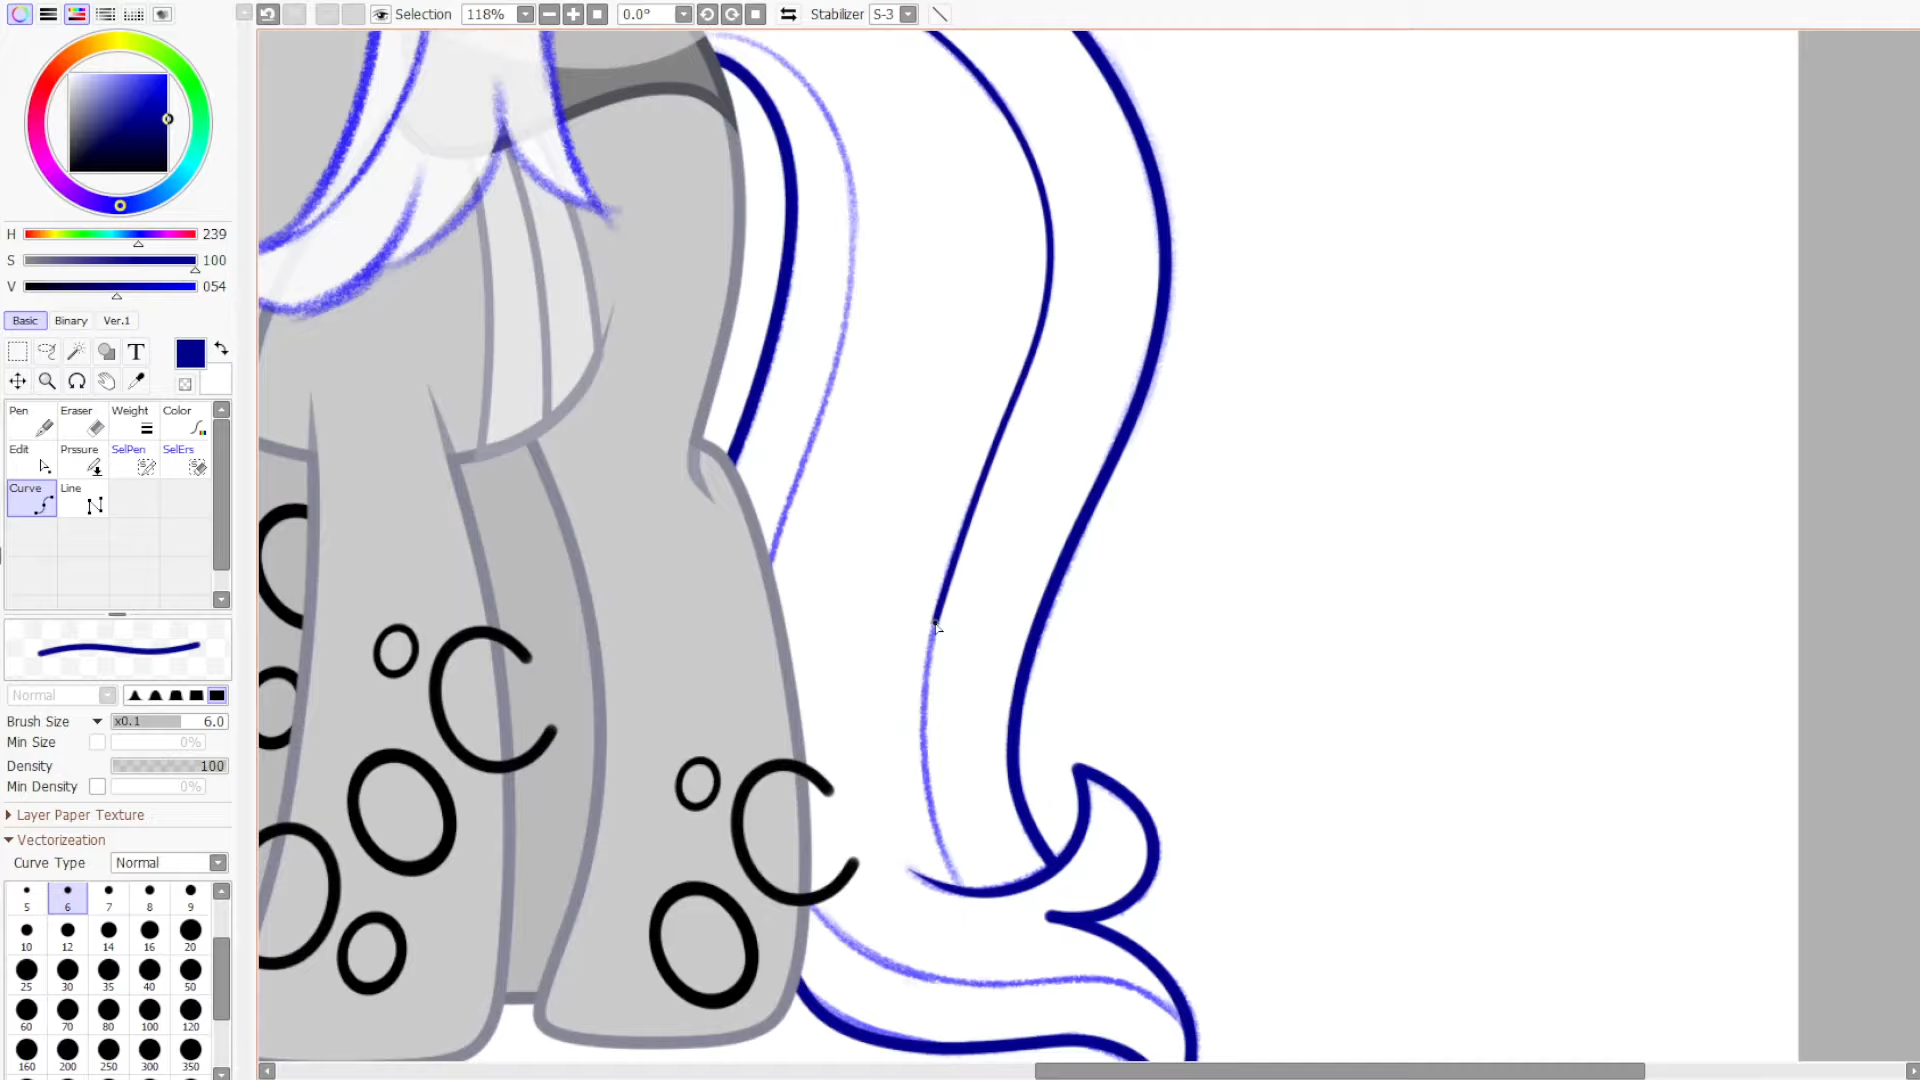 Selection 118% 0.0° Stabilizer S-3
H 239
S 100
V 054
Basic Binary Ver.1
T
Pen Eraser Weight Color
Edit Prssure SelPen SelErs
Curve Line
Normal
Brush Size x0.1 6.0
Min Size 0%
Density 100
Min Density 0%
Layer Paper Texture
Vectorizeation
Curve Type Normal
5 6 7 8 9
10 12 14 16 20
25 30 35 40 50
60 70 80 100 120
160 200 250 300 350